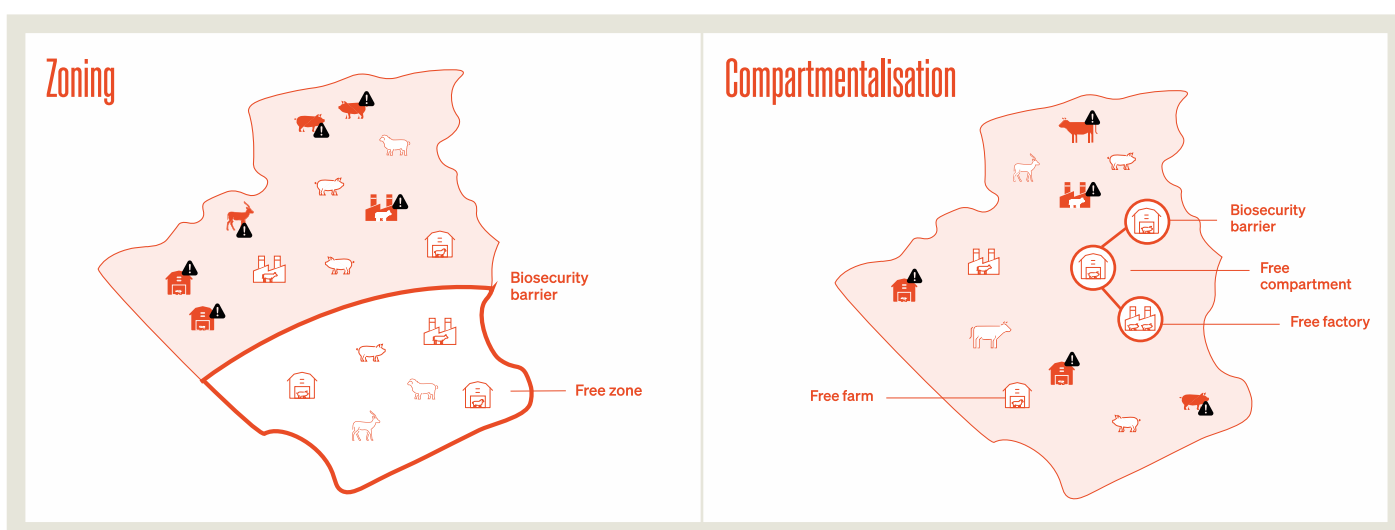 Zoning
Biosecurity
barrier
Free zone
Compartmentalisation
Biosecurity
barrier
Free
compartment
Free factory
Free farm